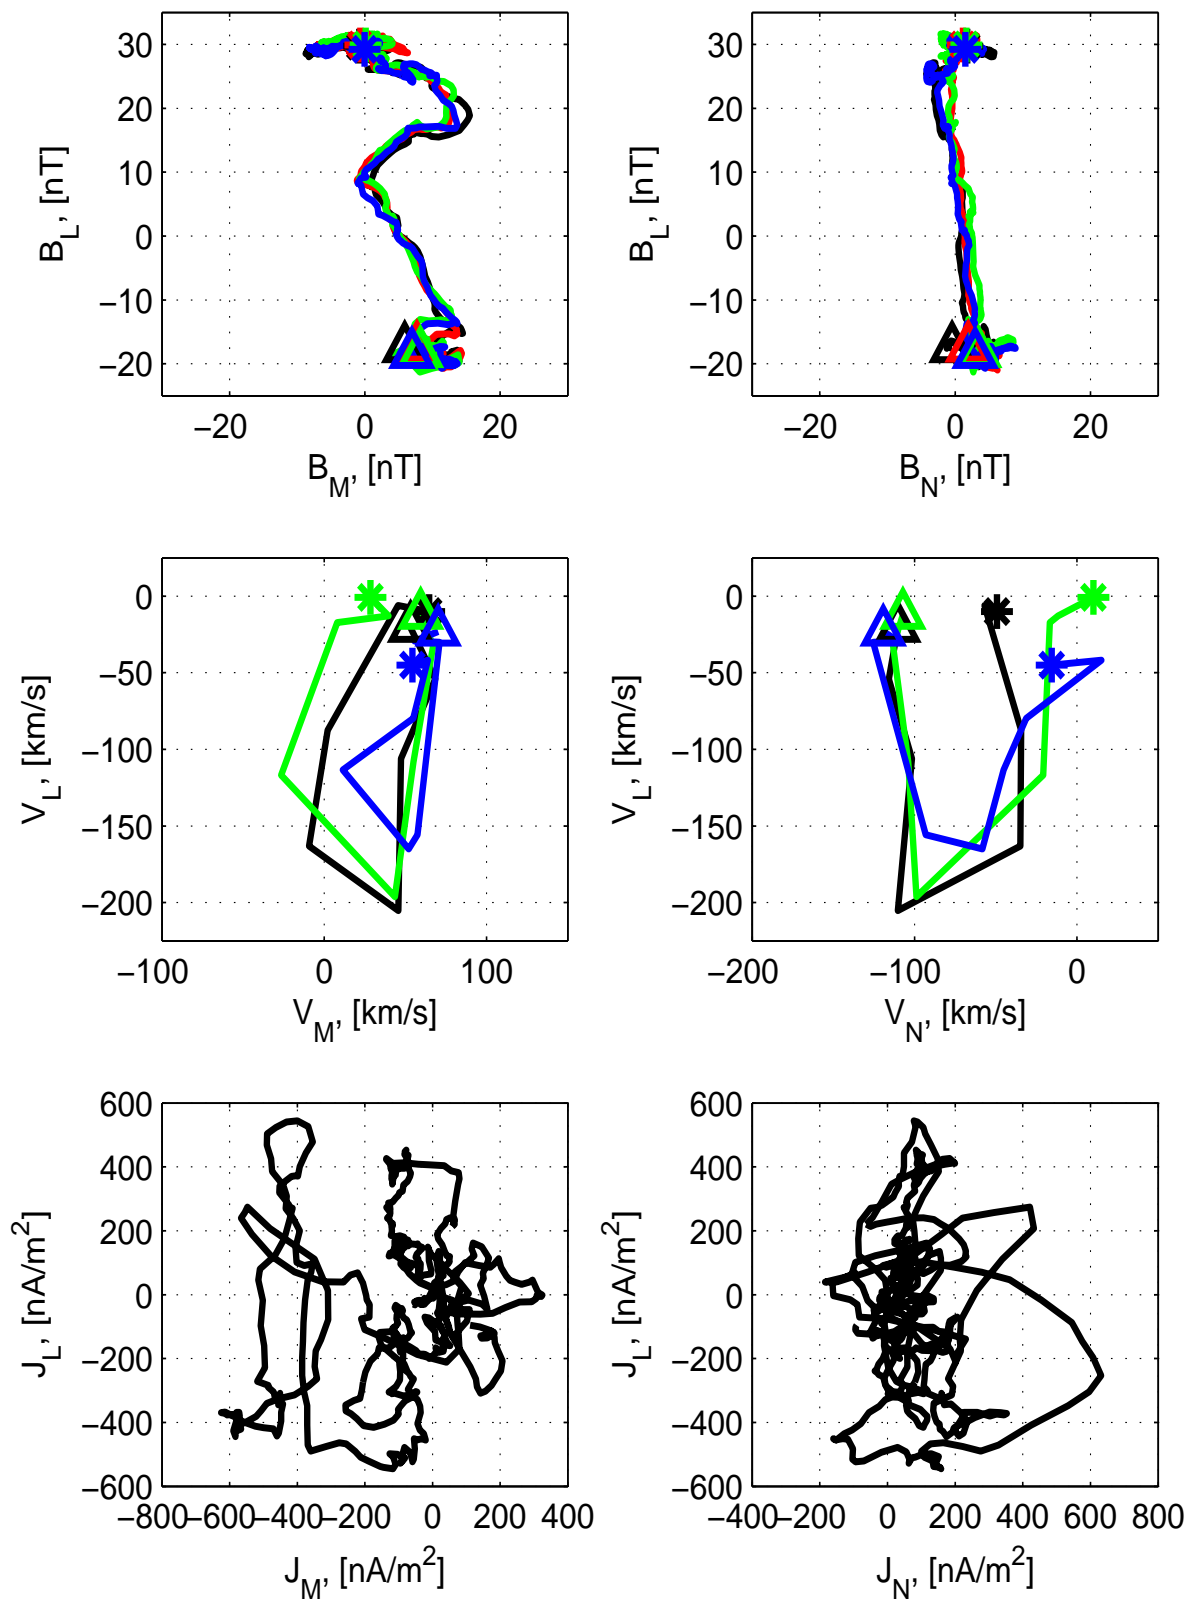 30
20
10
0
−10
−20
B_L, [nT]
−20 0 20
B_M, [nT]
30
20
10
0
−10
−20
B_L, [nT]
−20 0 20
B_N, [nT]
0
−50
−100
−150
−200
V_L, [km/s]
−100 0 100
V_M, [km/s]
0
−50
−100
−150
−200
V_L, [km/s]
−200 −100 0
V_N, [km/s]
600
400
200
0
−200
−400
−600
J_L, [nA/m^2]
−800 −600 −400 −200 0 200 400
J_M, [nA/m^2]
600
400
200
0
−200
−400
−600
J_L, [nA/m^2]
−400 −200 0 200 400 600 800
J_N, [nA/m^2]